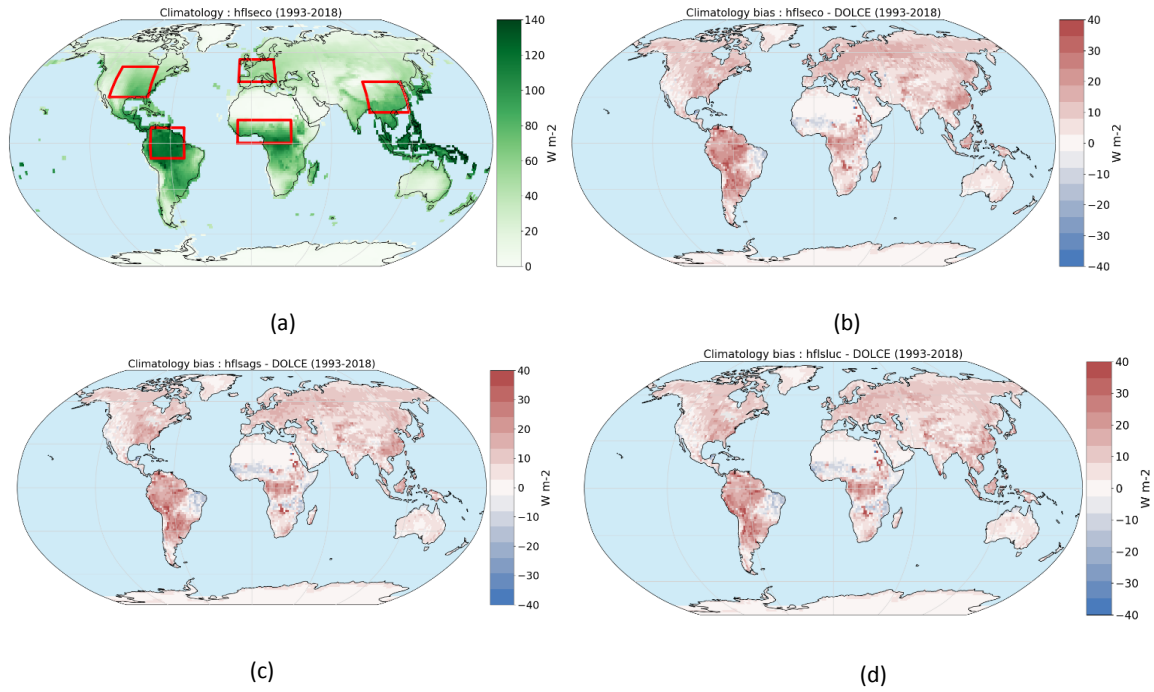 Climatology : hflseco (1993-2018)
140
120
100
80
60
40
20
0
W m-2
(a)
Climatology bias : hflseco - DOLCE (1993-2018)
40
30
20
10
0
−10
−20
−30
−40
W m-2
(b)
Climatology bias : hflsags - DOLCE (1993-2018)
40
30
20
10
0
−10
−20
−30
−40
W m-2
(c)
Climatology bias : hflsluc - DOLCE (1993-2018)
40
30
20
10
0
−10
−20
−30
−40
W m-2
(d)